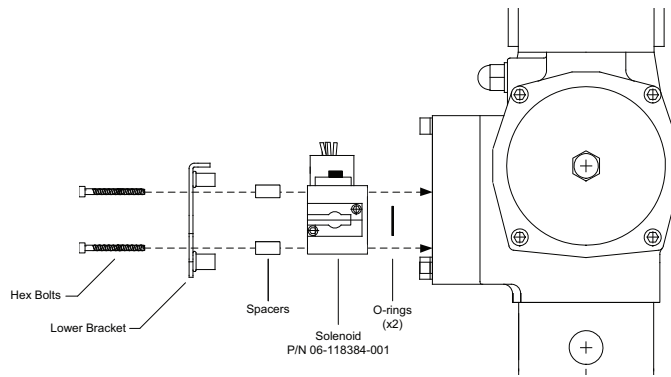 Hex Bolts
Lower Bracket
Spacers
Solenoid
P/N 06-118384-001
O-rings
(x2)